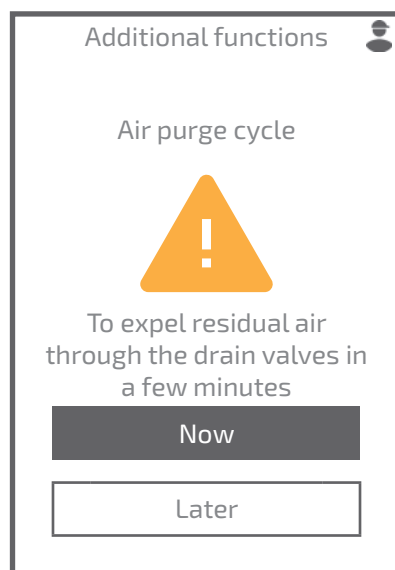 Additional functions
Air purge cycle
!
To expel residual air
through the drain valves in
a few minutes
Now
Later